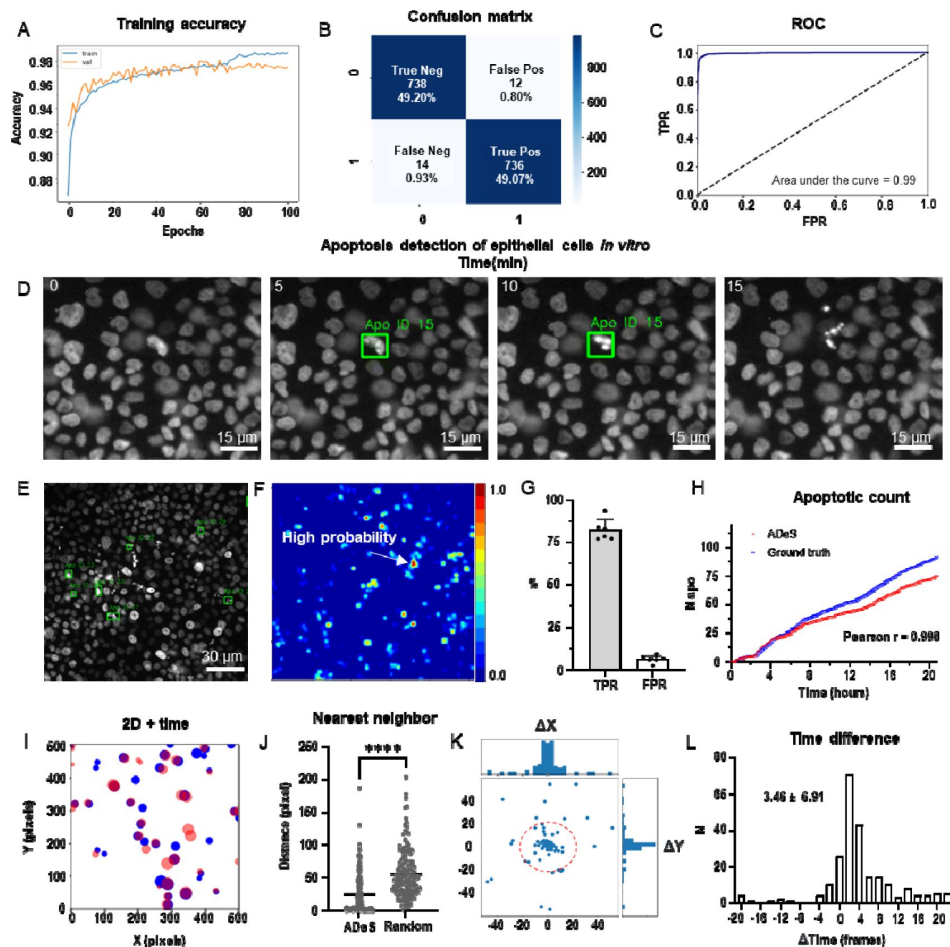 A
Training accuracy
train
val
Accuracy
0.98
0.96
0.94
0.92
0.90
0.88
0 20 40 60 80 100
Epochs
B
Confusion matrix
True Neg
738
49.20%
False Pos
12
0.80%
False Neg
14
0.93%
True Pos
736
49.07%
0
1
0 1
800
600
400
200
C
ROC
TPR
1.0
0.8
0.6
0.4
0.2
0.0
Area under the curve = 0.99
0.0 0.2 0.4 0.6 0.8 1.0
FPR
Apoptosis detection of epithelial cells in vitro
Time(min)
D
0
15 µm
5
Apo ID 15
15 µm
10
Apo ID 15
15 µm
15
15 µm
E
30 µm
F
High probability
1.0
0.0
G
100
75
50
25
0
TPR FPR
H
Apoptotic count
ADeS
Ground truth
N apo
100
75
50
25
0
Pearson r = 0.998
0 4 8 12 16 20
Time (hours)
I
2D + time
Y (pixels)
600
500
400
300
200
100
0
0 200 400 600
X (pixels)
J
Nearest neighbor
****
Distance (pixel)
250
200
150
100
50
0
ADeS Random
K
ΔX
ΔY
40
20
0
-20
-40
-40 -20 0 20 40
L
Time difference
3.46 ± 6.91
N
80
60
40
20
0
-20 -16 -12 -8 -4 0 4 8 12 16 20
ΔTime (frames)